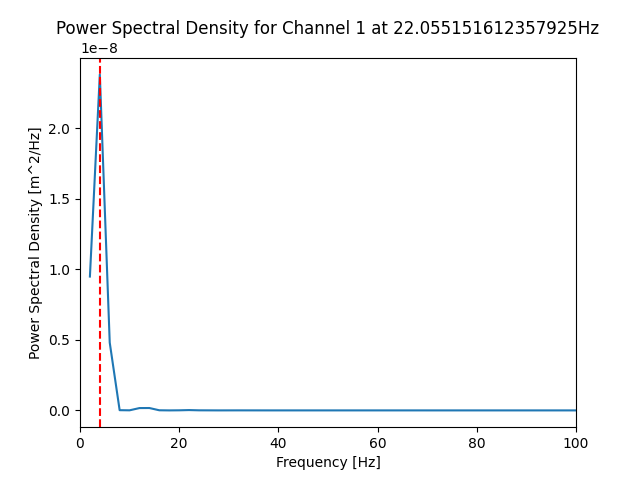 Power Spectral Density for Channel 1 at 22.055151612357925Hz
1e−8
2.0
1.5
1.0
0.5
0.0
Power Spectral Density [m^2/Hz]
0 20 40 60 80 100
Frequency [Hz]